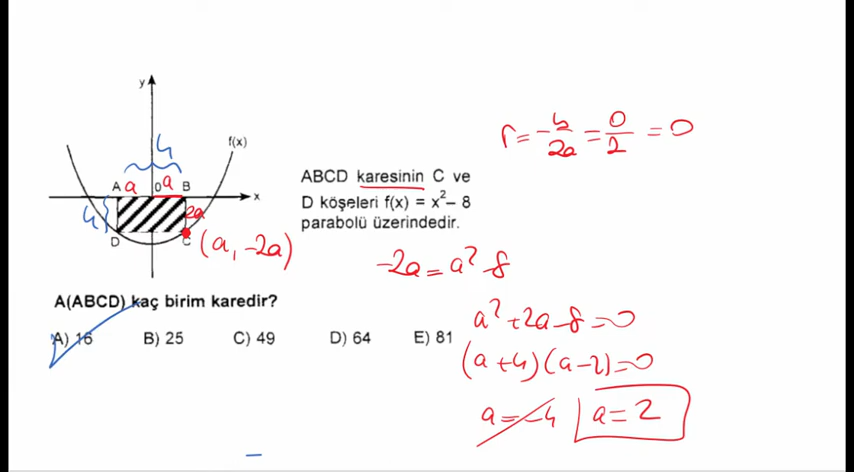 y
4
f(x)
A a 0 a B x
4 2a
D C (a, -2a)
r = -b/2a = 0/2 = 0
ABCD karesinin C ve
D köşeleri f(x) = x² – 8
parabolü üzerindedir.
-2a = a² - 8
A(ABCD) kaç birim karedir?
a² + 2a - 8 = 0
A) 16 B) 25 C) 49 D) 64 E) 81
(a + 4)(a - 2) = 0
a = -4 a = 2